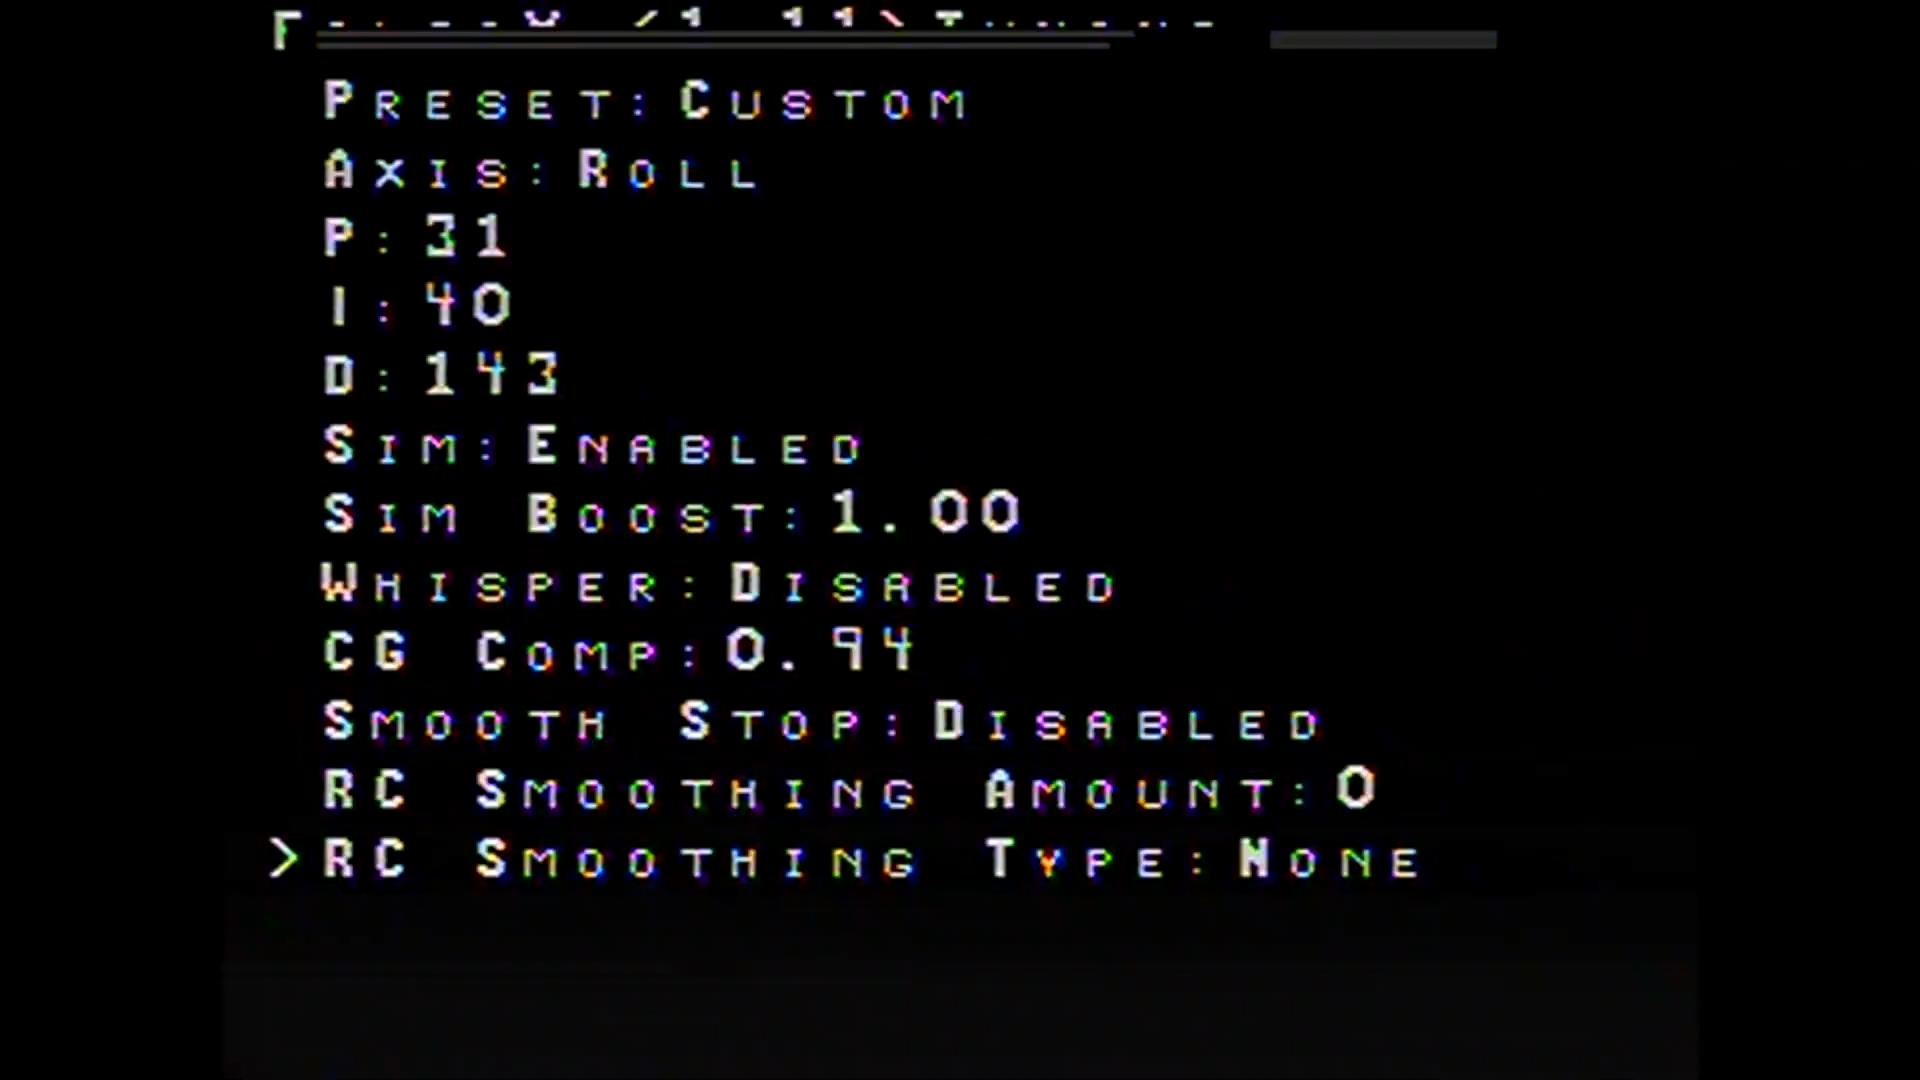 Preset:Custom
Axis:Roll
P:31
I:40
D:143
Sim:Enabled
Sim Boost:1.00
Whisper:Disabled
CG Comp:0.94
Smooth Stop:Disabled
RC Smoothing Amount:0
>RC Smoothing Type:None